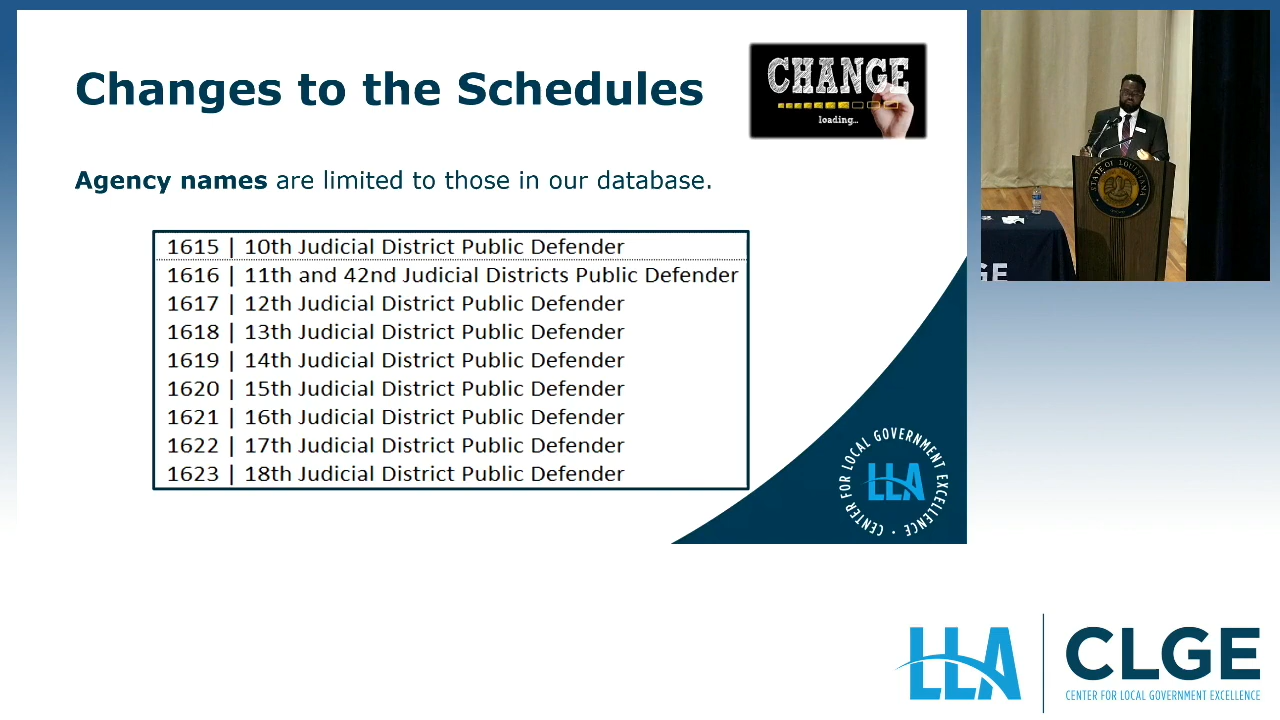 Changes to the Schedules
CHANGE
loading...
Agency names are limited to those in our database.
1615 | 10th Judicial District Public Defender
1616 | 11th and 42nd Judicial Districts Public Defender
1617 | 12th Judicial District Public Defender
1618 | 13th Judicial District Public Defender
1619 | 14th Judicial District Public Defender
1620 | 15th Judicial District Public Defender
1621 | 16th Judicial District Public Defender
1622 | 17th Judicial District Public Defender
1623 | 18th Judicial District Public Defender
CENTER FOR LOCAL GOVERNMENT EXCELLENCE
LLA
STATE OF LOUISIANA
GE
LLA
CLGE
CENTER FOR LOCAL GOVERNMENT EXCELLENCE